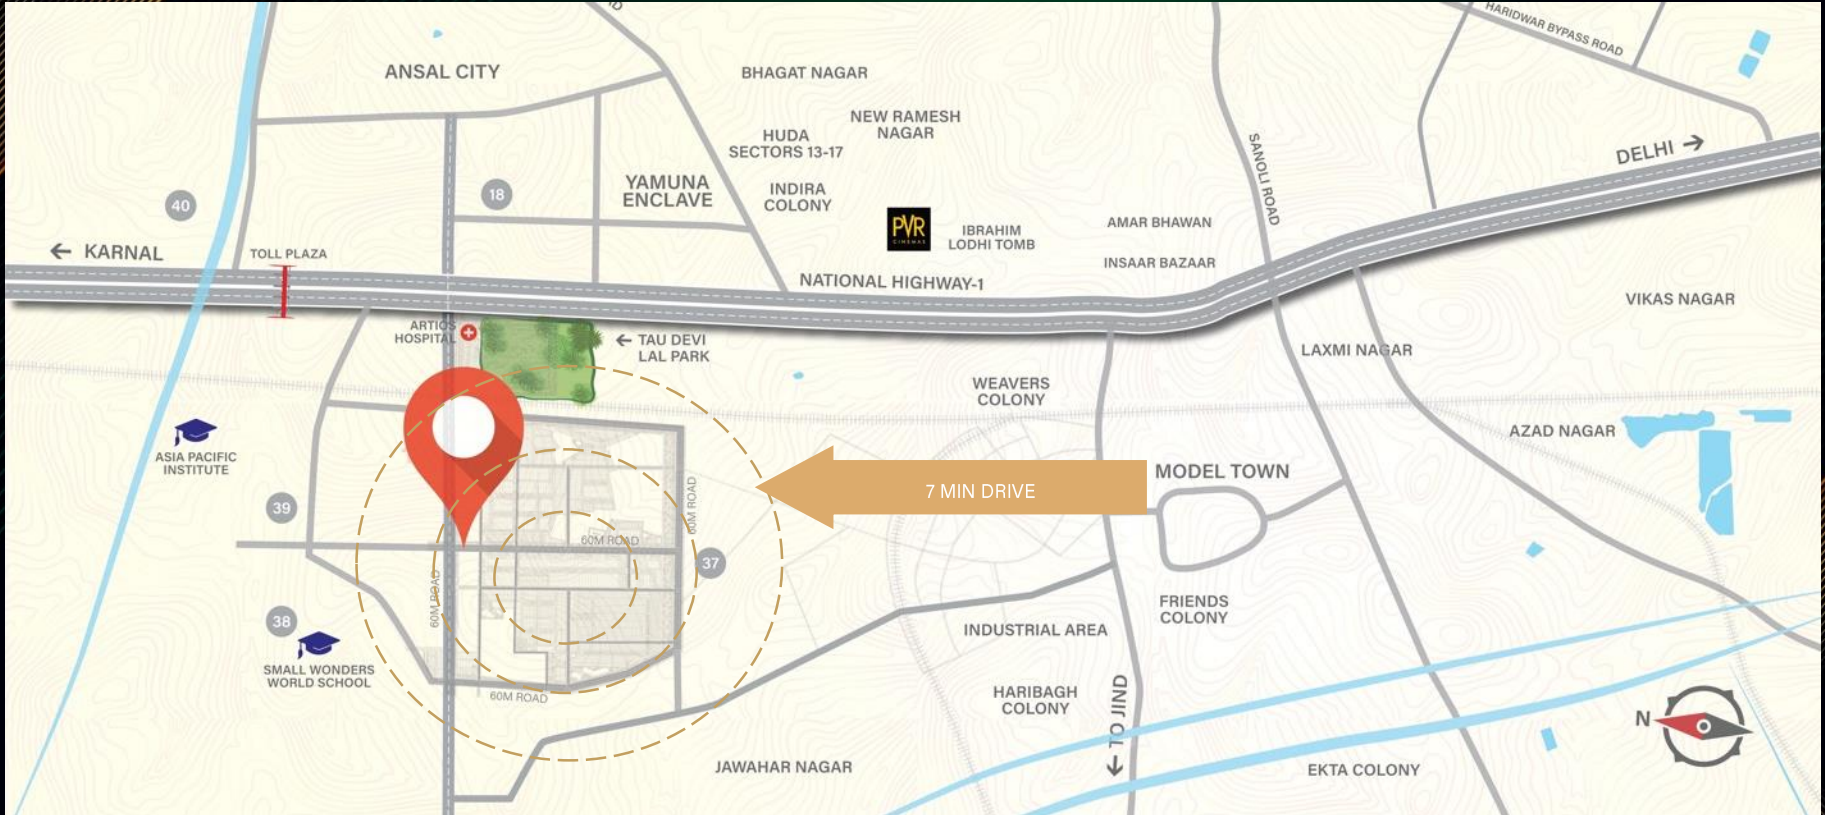 HARIDWAR BYPASS ROAD
ANSAL CITY
BHAGAT NAGAR
NEW RAMESH
NAGAR
HUDA
SECTORS 13-17
SANOLI ROAD
DELHI →
40
18
YAMUNA
ENCLAVE
INDIRA
COLONY
PVR
CINEMAS
IBRAHIM
LODHI TOMB
AMAR BHAWAN
← KARNAL
TOLL PLAZA
INSAAR BAZAAR
NATIONAL HIGHWAY-1
VIKAS NAGAR
ARTIOS
HOSPITAL
← TAU DEVI
LAL PARK
LAXMI NAGAR
WEAVERS
COLONY
AZAD NAGAR
ASIA PACIFIC
INSTITUTE
MODEL TOWN
7 MIN DRIVE
39
60M ROAD
60M ROAD
37
60M ROAD
38
FRIENDS
COLONY
INDUSTRIAL AREA
SMALL WONDERS
WORLD SCHOOL
60M ROAD
HARIBAGH
COLONY
← TO JIND
N
JAWAHAR NAGAR
EKTA COLONY